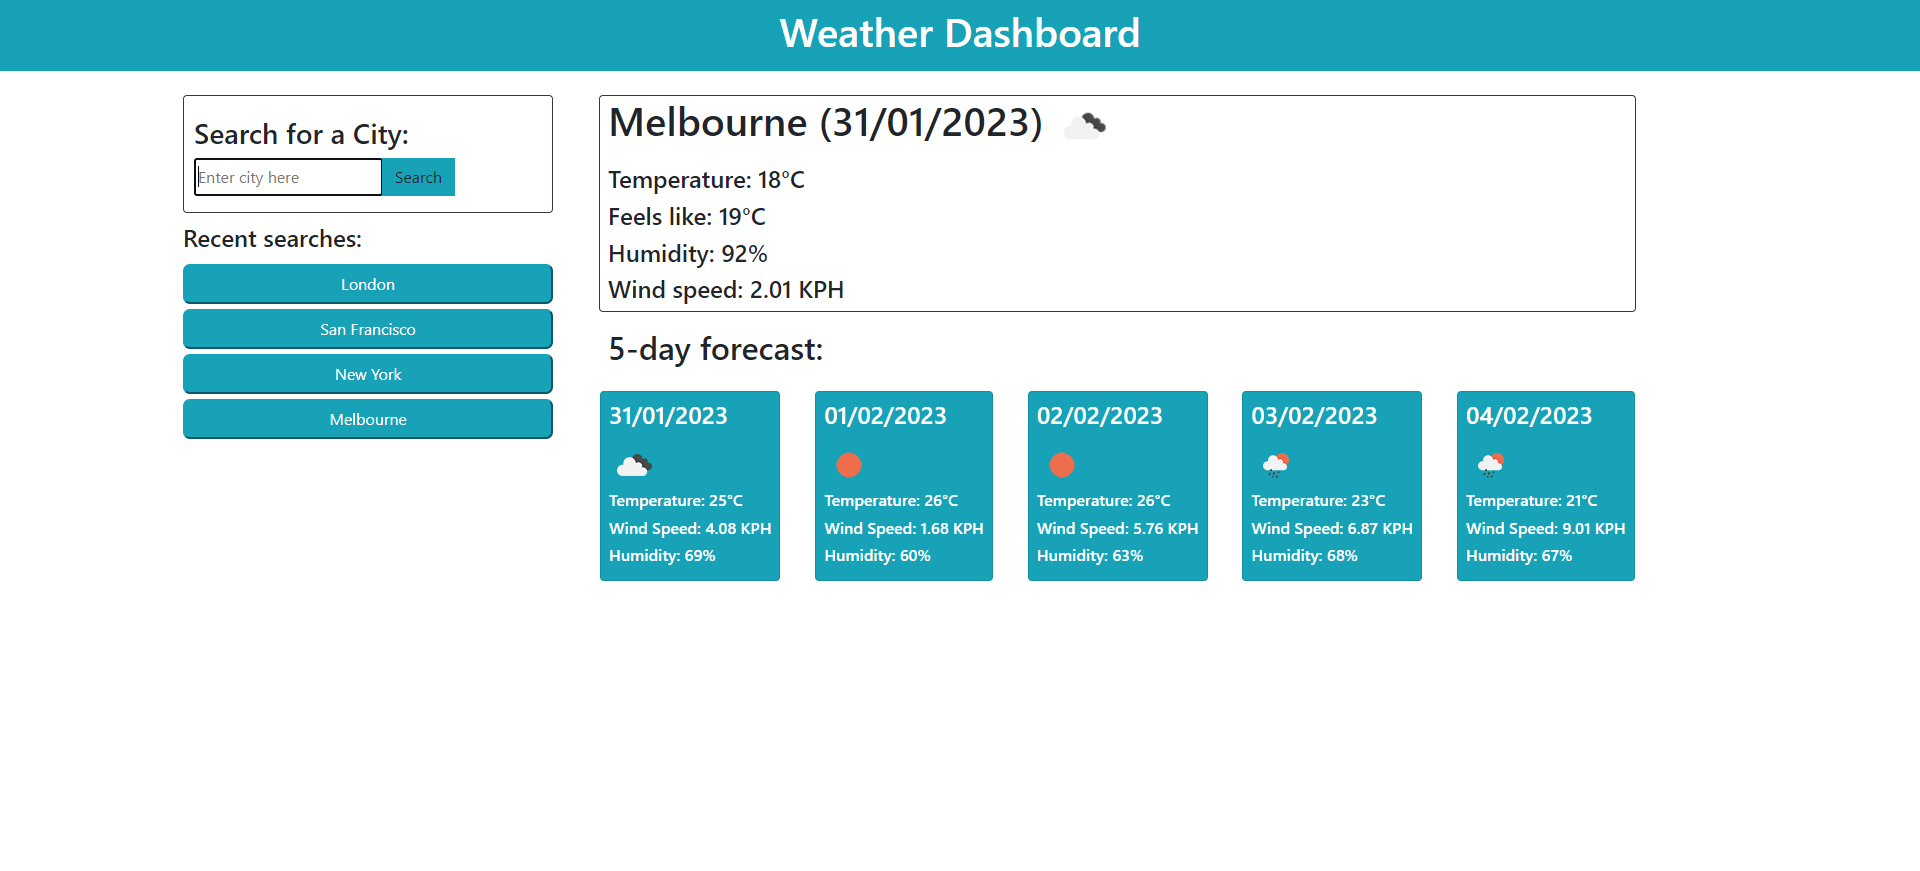 Weather Dashboard
Search for a City:
Enter city here
Search
Recent searches:
London
San Francisco
New York
Melbourne
Melbourne (31/01/2023)
Temperature: 18°C
Feels like: 19°C
Humidity: 92%
Wind speed: 2.01 KPH
5-day forecast:
31/01/2023
Temperature: 25°C
Wind Speed: 4.08 KPH
Humidity: 69%
01/02/2023
Temperature: 26°C
Wind Speed: 1.68 KPH
Humidity: 60%
02/02/2023
Temperature: 26°C
Wind Speed: 5.76 KPH
Humidity: 63%
03/02/2023
Temperature: 23°C
Wind Speed: 6.87 KPH
Humidity: 68%
04/02/2023
Temperature: 21°C
Wind Speed: 9.01 KPH
Humidity: 67%